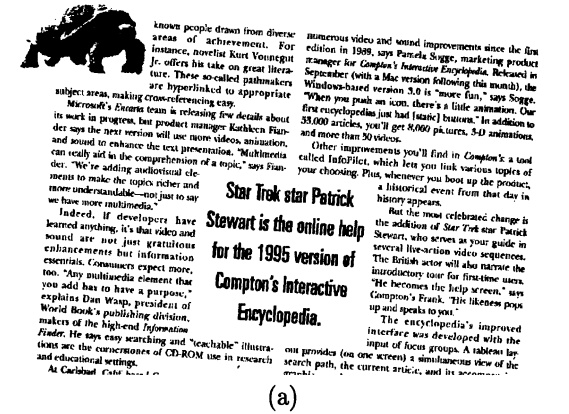 known people drawn from diverse
areas of achievement. For
instance, novelist Kurt Vonnegut
Jr. offers his take on great litera-
ture. These so-called pathmakers
are hyperlinked to appropriate
subject areas, making cross-referencing easy.
Microsoft's Encarta team is releasing few details about
its work in progress, but product manager Kathleen Fian-
der says the next version will use more videos, animation,
and sound to enhance the text presentation. "Multimedia
can really aid in the comprehension of a topic," says Fian-
der. "We're adding audiovisual ele-
ments to make the topics richer and
more understandable—not just to say
we have more multimedia."
Indeed, if developers have
learned anything, it's that video and
sound are not just gratuitous
enhancements but information
essentials. Consumers expect more,
too. "Any multimedia element that
you add has to have a purpose,"
explains Dan Wasp, president of
World Book's publishing division,
makers of the high-end Information
Finder. He says easy searching and "teachable" illustra-
tions are the cornerstones of CD-ROM use in research
and educational settings.
At Carlsbad, Calif.
Star Trek star Patrick
Stewart is the online help
for the 1995 version of
Compton's Interactive
Encyclopedia.
numerous video and sound improvements since the first
edition in 1989, says Pamela Sogge, marketing product
manager for Compton's Interactive Encyclopedia. Released in
September (with a Mac version following this month), the
Windows-based version 3.0 is "more fun," says Sogge.
"When you push an icon, there's a little animation. Our
first encyclopedias just had [static] buttons." In addition to
33,000 articles, you'll get 8,000 pictures, 3-D animations,
and more than 50 videos.
Other improvements you'll find in Compton's: a tool
called InfoPilot, which lets you link various topics of
your choosing. Plus, whenever you boot up the product,
a historical event from that day in
history appears.
But the most celebrated change is
the addition of Star Trek star Patrick
Stewart, who serves as your guide in
several live-action video sequences.
The British actor will also narrate the
introductory tour for first-time users.
"He becomes the help screen," says
Compton's Frank. "His likeness pops
up and speaks to you."
The encyclopedia's improved
interface was developed with the
input of focus groups. A tableau lay-
out provides (on one screen) a simultaneous view of the
search path, the current article, and its
(a)